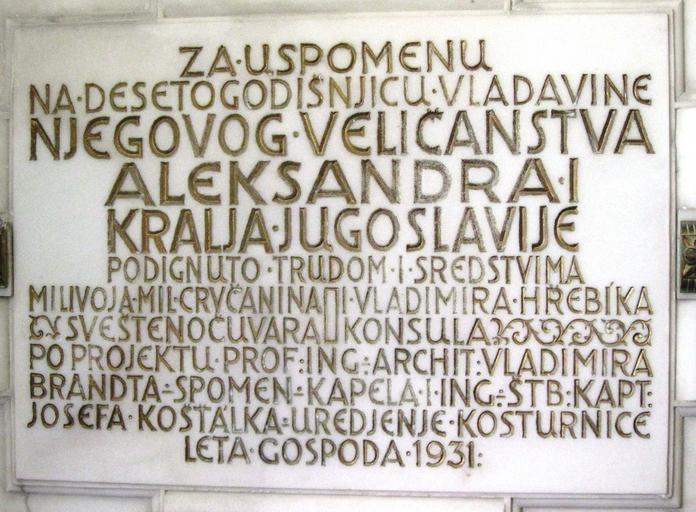 ZA·USPOMENU
NA·DESETOGODIŠNJICU·VLADAVINE
NJEGOVOG·VELIČANSTVA
ALEKSANDRA·I
KRALJA·JUGOSLAVIJE
PODIGNUTO·TRUDOM·I·SREDSTVIMA
MILIVOJA·MIL·CRVČANINA I·VLADIMIRA·HŘEBÍKA
SVEŠTENOČUVARA KONSULA
PO PROJEKTU·PROF:ING÷ARCHIT:VLADIMIRA
BRANDTA÷SPOMEN-KAPELA·I·ING÷ŠTB:KAPT:
JOSEFA·KOŠTÁLKA÷UREDJENJE·KOSTURNICE
LETA·GOSPODA·1931: